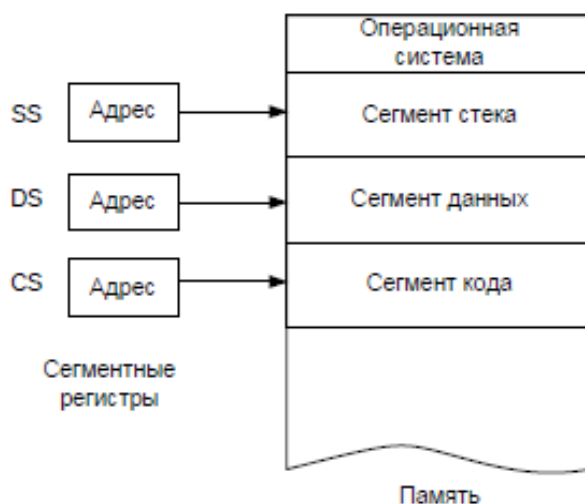 Операционная
система
SS
Адрес
Сегмент стека
DS
Адрес
Сегмент данных
CS
Адрес
Сегмент кода
Сегментные
регистры
Память